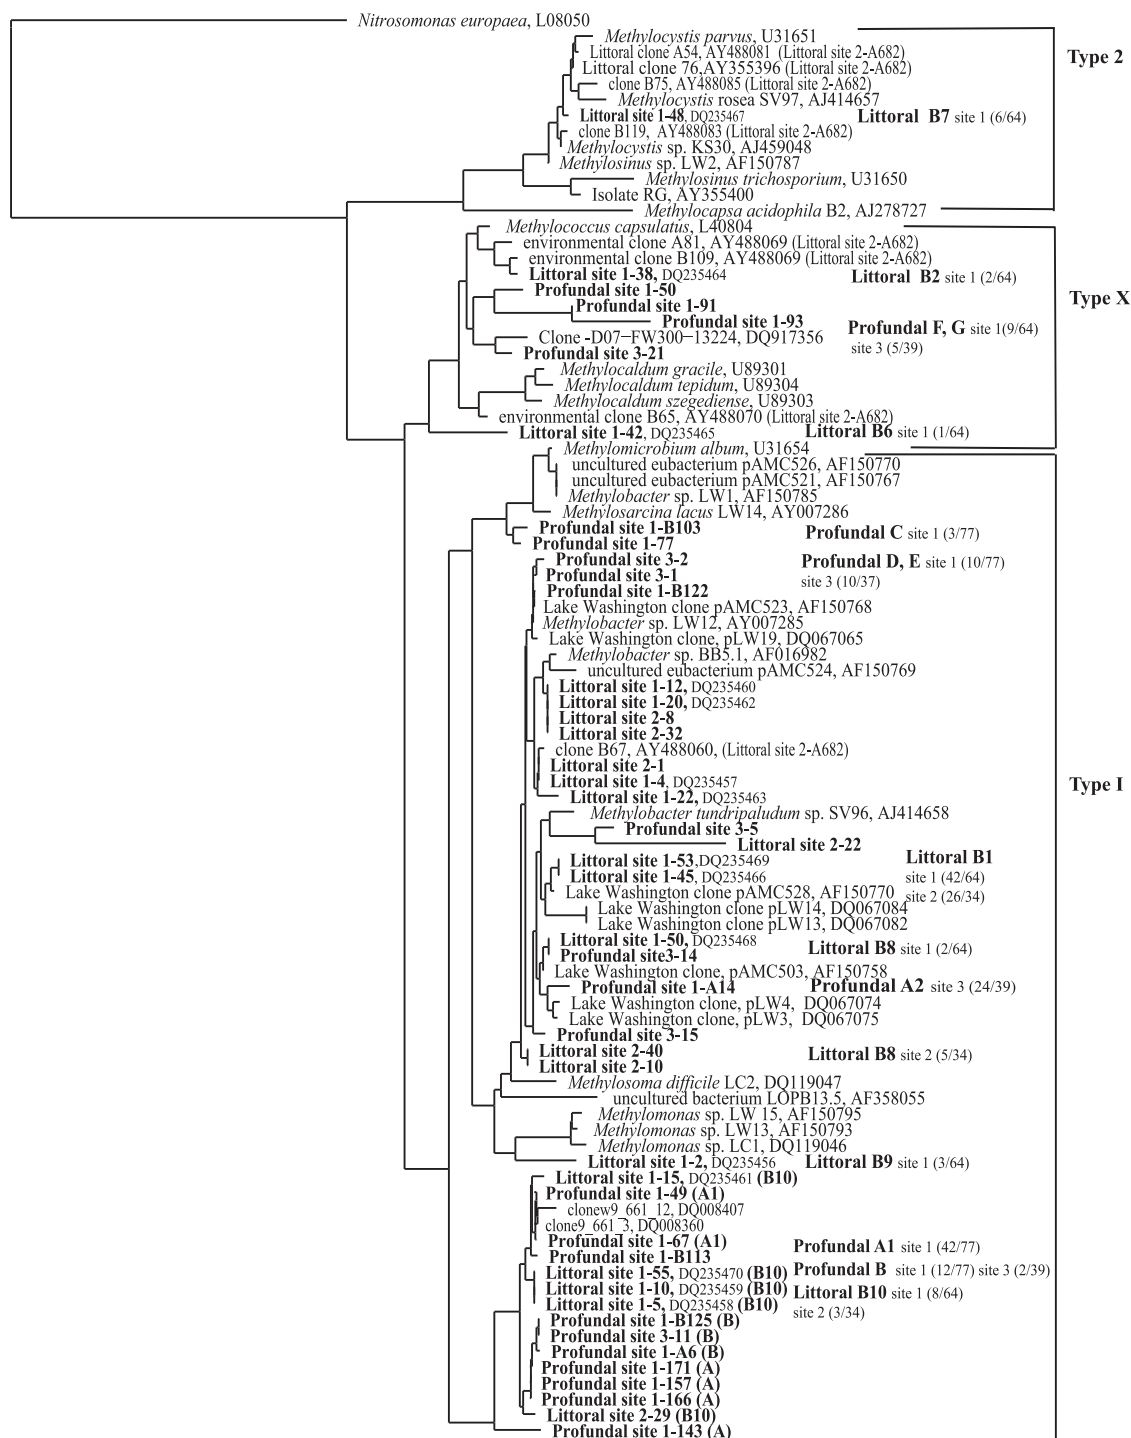 Nitrosomonas europaea, L08050
Methylocystis parvus, U31651
Type 2
Littoral clone A54, AY488081 (Littoral site 2-A682)
Littoral clone 76,AY355396 (Littoral site 2-A682)
clone B75, AY488085 (Littoral site 2-A682)
Methylocystis rosea SV97, AJ414657
Littoral site 1-48, DQ235467 Littoral B7 site 1 (6/64)
clone B119, AY488083 (Littoral site 2-A682)
Methylocystis sp. KS30, AJ459048
Methylosinus sp. LW2, AF150787
Methylosinus trichosporium, U31650
Isolate RG, AY355400
Methylocapsa acidophila B2, AJ278727
Methylococcus capsulatus, L40804
environmental clone A81, AY488069 (Littoral site 2-A682)
environmental clone B109, AY488069 (Littoral site 2-A682)
Littoral site 1-38, DQ235464 Littoral B2 site 1 (2/64)
Profundal site 1-50
Type X
Profundal site 1-91
Profundal site 1-93 Profundal F, G site 1(9/64)
Clone -D07-FW300-13224, DQ917356
site 3 (5/39)
Profundal site 3-21
Methylocaldum gracile, U89301
Methylocaldum tepidum, U89304
Methylocaldum szegediense, U89303
environmental clone B65, AY488070 (Littoral site 2-A682)
Littoral site 1-42, DQ235465 Littoral B6 site 1 (1/64)
Methylomicrobium album, U31654
uncultured eubacterium pAMC526, AF150770
uncultured eubacterium pAMC521, AF150767
Methylobacter sp. LW1, AF150785
Methylosarcina lacus LW14, AY007286
Profundal site 1-B103 Profundal C site 1 (3/77)
Profundal site 1-77
Profundal site 3-2 Profundal D, E site 1 (10/77)
Profundal site 3-1 site 3 (10/37)
Profundal site 1-B122
Lake Washington clone pAMC523, AF150768
Methylobacter sp. LW12, AY007285
Lake Washington clone, pLW19, DQ067065
Methylobacter sp. BB5.1, AF016982
uncultured eubacterium pAMC524, AF150769
Littoral site 1-12, DQ235460
Littoral site 1-20, DQ235462
Littoral site 2-8
Littoral site 2-32
clone B67, AY488060, (Littoral site 2-A682)
Littoral site 2-1
Littoral site 1-4, DQ235457
Type I
Littoral site 1-22, DQ235463
Methylobacter tundripaludum sp. SV96, AJ414658
Profundal site 3-5
Littoral site 2-22
Littoral site 1-53,DQ235469 Littoral B1
Littoral site 1-45, DQ235466 site 1 (42/64)
Lake Washington clone pAMC528, AF150770 site 2 (26/34)
Lake Washington clone pLW14, DQ067084
Lake Washington clone pLW13, DQ067082
Littoral site 1-50, DQ235468 Littoral B8 site 1 (2/64)
Profundal site3-14
Lake Washington clone, pAMC503, AF150758
Profundal site 1-A14 Profundal A2 site 3 (24/39)
Lake Washington clone, pLW4, DQ067074
Lake Washington clone, pLW3, DQ067075
Profundal site 3-15
Littoral site 2-40 Littoral B8 site 2 (5/34)
Littoral site 2-10
Methylosoma difficile LC2, DQ119047
uncultured bacterium LOPB13.5, AF358055
Methylomonas sp. LW 15, AF150795
Methylomonas sp. LW13, AF150793
Methylomonas sp. LC1, DQ119046
Littoral site 1-2, DQ235456 Littoral B9 site 1 (3/64)
Littoral site 1-15, DQ235461 (B10)
Profundal site 1-49 (A1)
clonew9_661_12, DQ008407
clone9_661_3, DQ008360
Profundal site 1-67 (A1) Profundal A1 site 1 (42/77)
Profundal site 1-B113
Littoral site 1-55, DQ235470 (B10) Profundal B site 1 (12/77) site 3 (2/39)
Littoral site 1-10, DQ235459 (B10) Littoral B10 site 1 (8/64)
Littoral site 1-5, DQ235458 (B10) site 2 (3/34)
Profundal site 1-B125 (B)
Profundal site 3-11 (B)
Profundal site 1-A6 (B)
Profundal site 1-171 (A)
Profundal site 1-157 (A)
Profundal site 1-166 (A)
Littoral site 2-29 (B10)
Profundal site 1-143 (A)